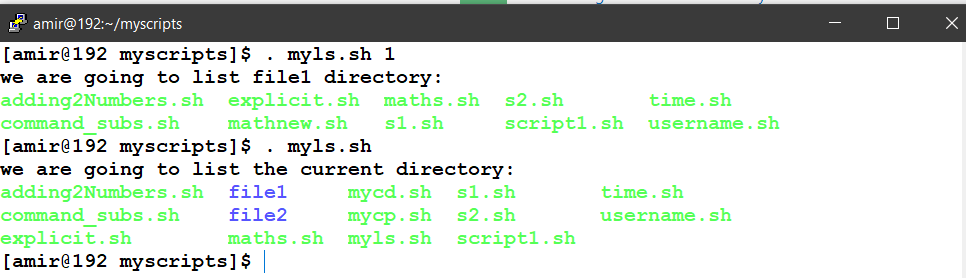 amir@192:~/myscripts
[amir@192 myscripts]$ . myls.sh 1
we are going to list file1 directory:
adding2Numbers.sh  explicit.sh  maths.sh  s2.sh       time.sh
command_subs.sh    mathnew.sh   s1.sh     script1.sh  username.sh
[amir@192 myscripts]$ . myls.sh
we are going to list the current directory:
adding2Numbers.sh  file1     mycd.sh  s1.sh       time.sh
command_subs.sh    file2     mycp.sh  s2.sh       username.sh
explicit.sh        maths.sh  myls.sh  script1.sh
[amir@192 myscripts]$